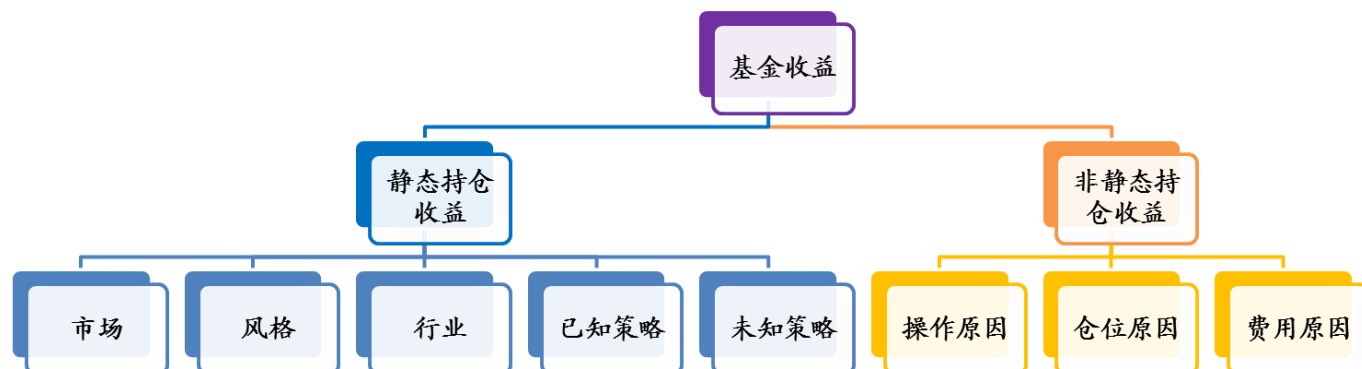 基金收益
静态持仓
收益
非静态持
仓收益
市场
风格
行业
已知策略
未知策略
操作原因
仓位原因
费用原因